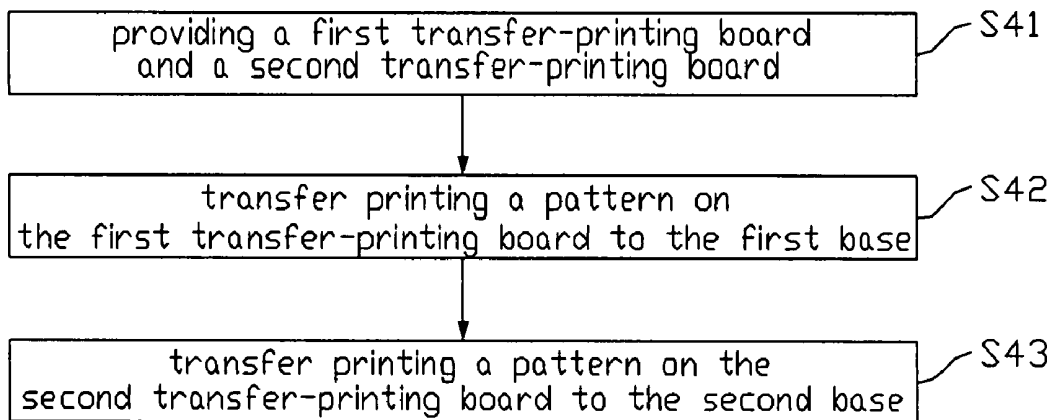 providing a first transfer-printing board
and a second transfer-printing board
S41
transfer printing a pattern on
the first transfer-printing board to the first base
S42
transfer printing a pattern on the
second transfer-printing board to the second base
S43